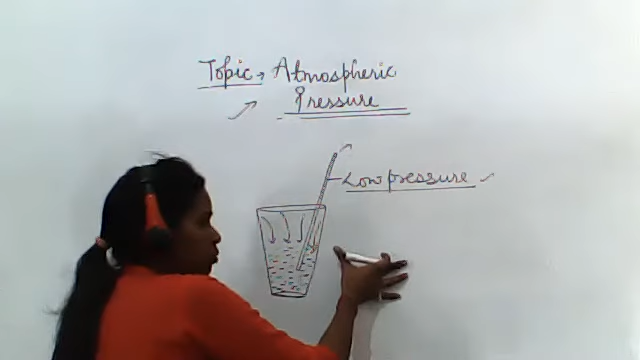 Topic → Atmospheric
Pressure
Low pressure